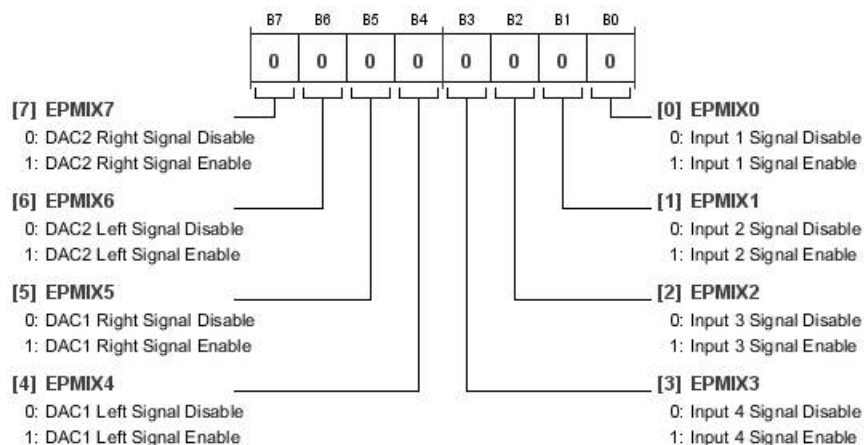 B7 B6 B5 B4 B3 B2 B1 B0
0 0 0 0 0 0 0 0
[7] EPMIX7
0: DAC2 Right Signal Disable
1: DAC2 Right Signal Enable
[6] EPMIX6
0: DAC2 Left Signal Disable
1: DAC2 Left Signal Enable
[5] EPMIX5
0: DAC1 Right Signal Disable
1: DAC1 Right Signal Enable
[4] EPMIX4
0: DAC1 Left Signal Disable
1: DAC1 Left Signal Enable
[0] EPMIX0
0: Input 1 Signal Disable
1: Input 1 Signal Enable
[1] EPMIX1
0: Input 2 Signal Disable
1: Input 2 Signal Enable
[2] EPMIX2
0: Input 3 Signal Disable
1: Input 3 Signal Enable
[3] EPMIX3
0: Input 4 Signal Disable
1: Input 4 Signal Enable